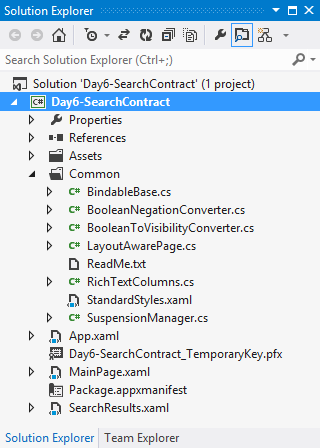 Solution Explorer
Search Solution Explorer (Ctrl+;)
Solution 'Day6-SearchContract' (1 project)
C# Day6-SearchContract
Properties
References
Assets
Common
C# BindableBase.cs
C# BooleanNegationConverter.cs
C# BooleanToVisibilityConverter.cs
C# LayoutAwarePage.cs
ReadMe.txt
C# RichTextColumns.cs
StandardStyles.xaml
C# SuspensionManager.cs
App.xaml
Day6-SearchContract_TemporaryKey.pfx
MainPage.xaml
Package.appxmanifest
SearchResults.xaml
Solution Explorer Team Explorer